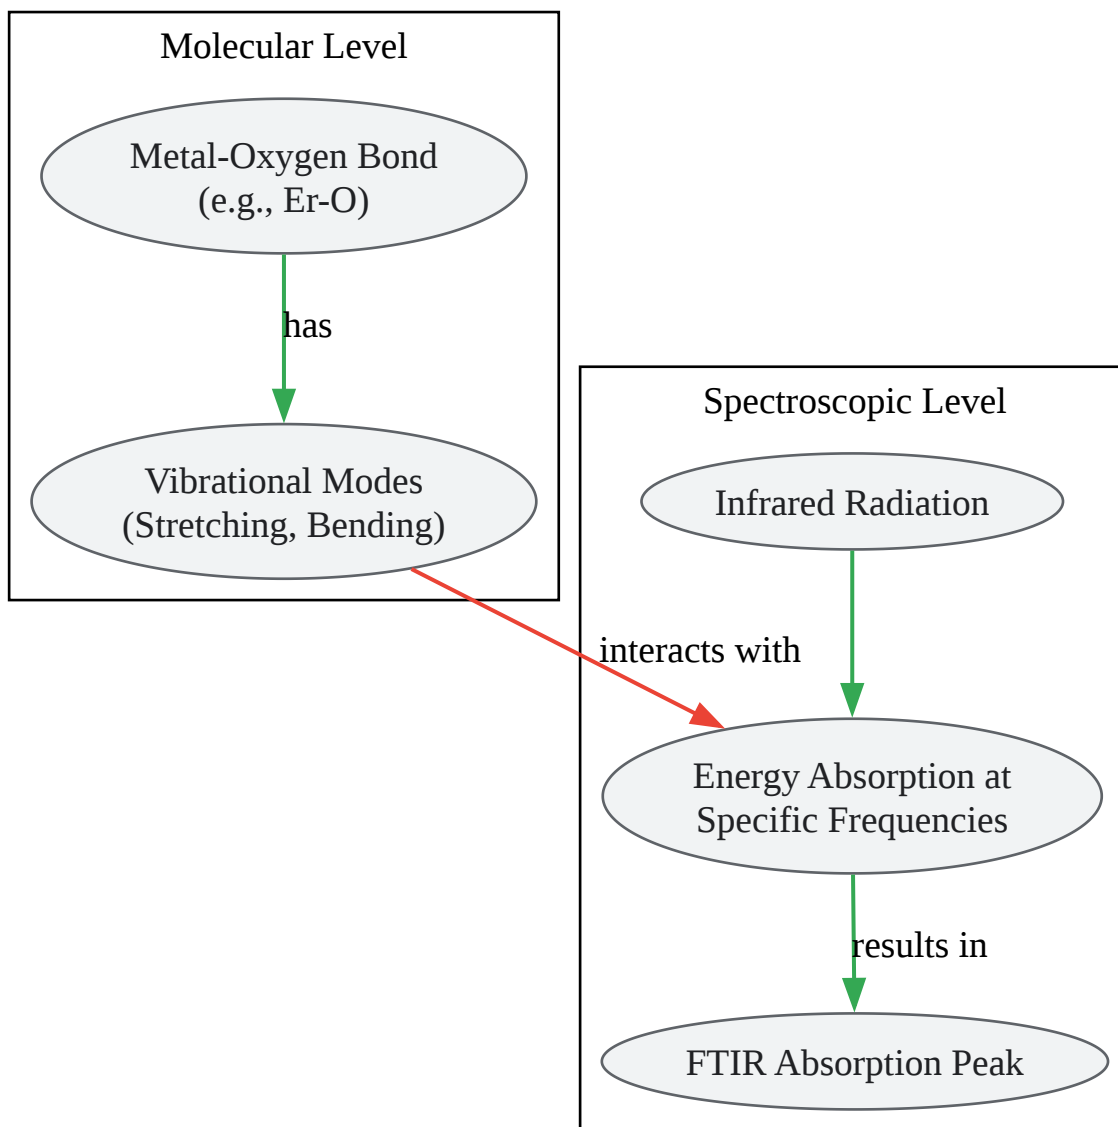 Molecular Level
Metal-Oxygen Bond
(e.g., Er-O)
has
Vibrational Modes
(Stretching, Bending)
Spectroscopic Level
Infrared Radiation
interacts with
Energy Absorption at
Specific Frequencies
results in
FTIR Absorption Peak